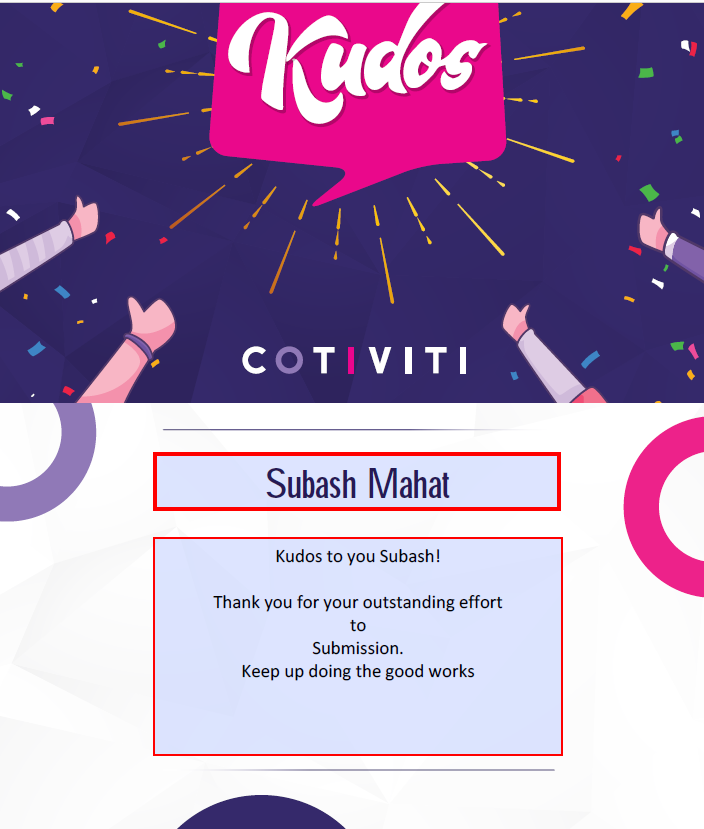 Kudos
COTIVITI
Subash Mahat
Kudos to you Subash!
Thank you for your outstanding effort
to
Submission.
Keep up doing the good works